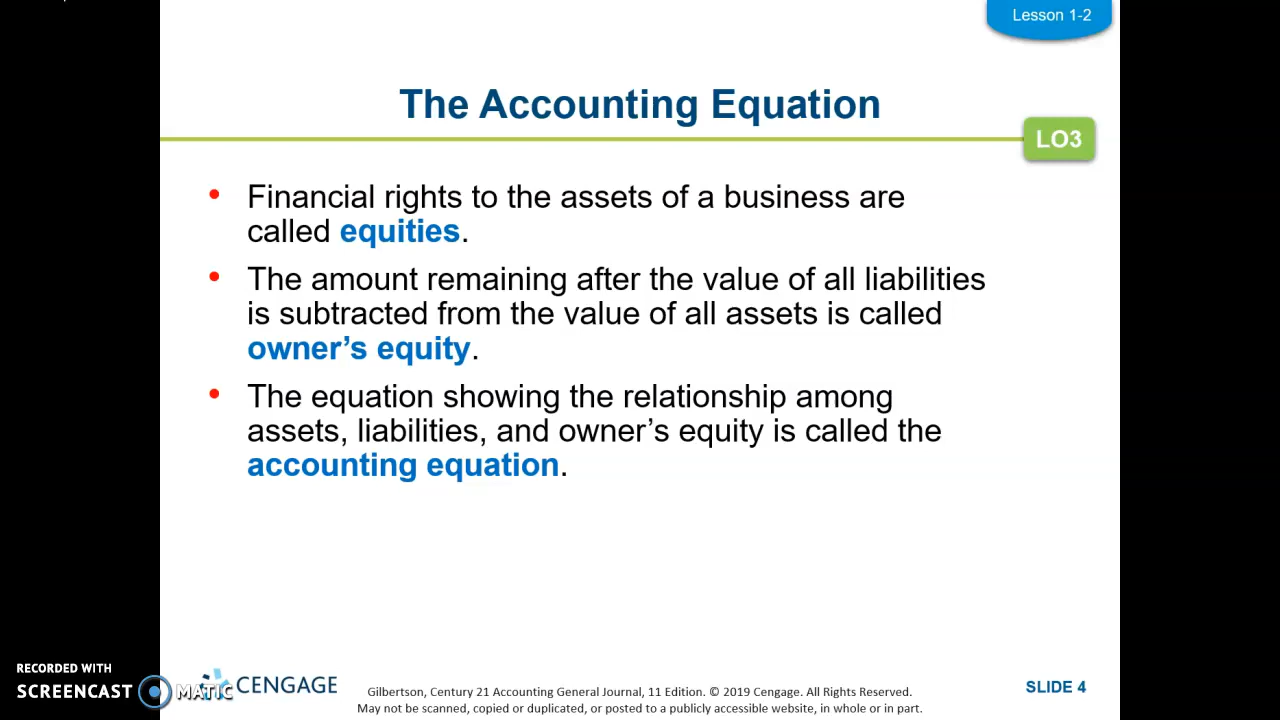 Lesson 1-2
The Accounting Equation
LO3
• Financial rights to the assets of a business are
called equities.
• The amount remaining after the value of all liabilities
is subtracted from the value of all assets is called
owner’s equity.
• The equation showing the relationship among
assets, liabilities, and owner’s equity is called the
accounting equation.
RECORDED WITH
SCREENCAST MATIC
CENGAGE
Gilbertson, Century 21 Accounting General Journal, 11 Edition. © 2019 Cengage. All Rights Reserved.
May not be scanned, copied or duplicated, or posted to a publicly accessible website, in whole or in part.
SLIDE 4